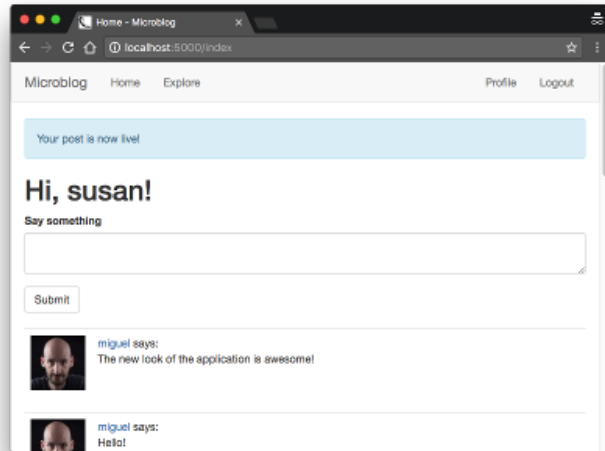 Home - Microblog
localhost:5000/index
Microblog Home Explore Profile Logout
Your post is now live!
Hi, susan!
Say something
Submit
miguel says:
The new look of the application is awesome!
miguel says:
Hello!